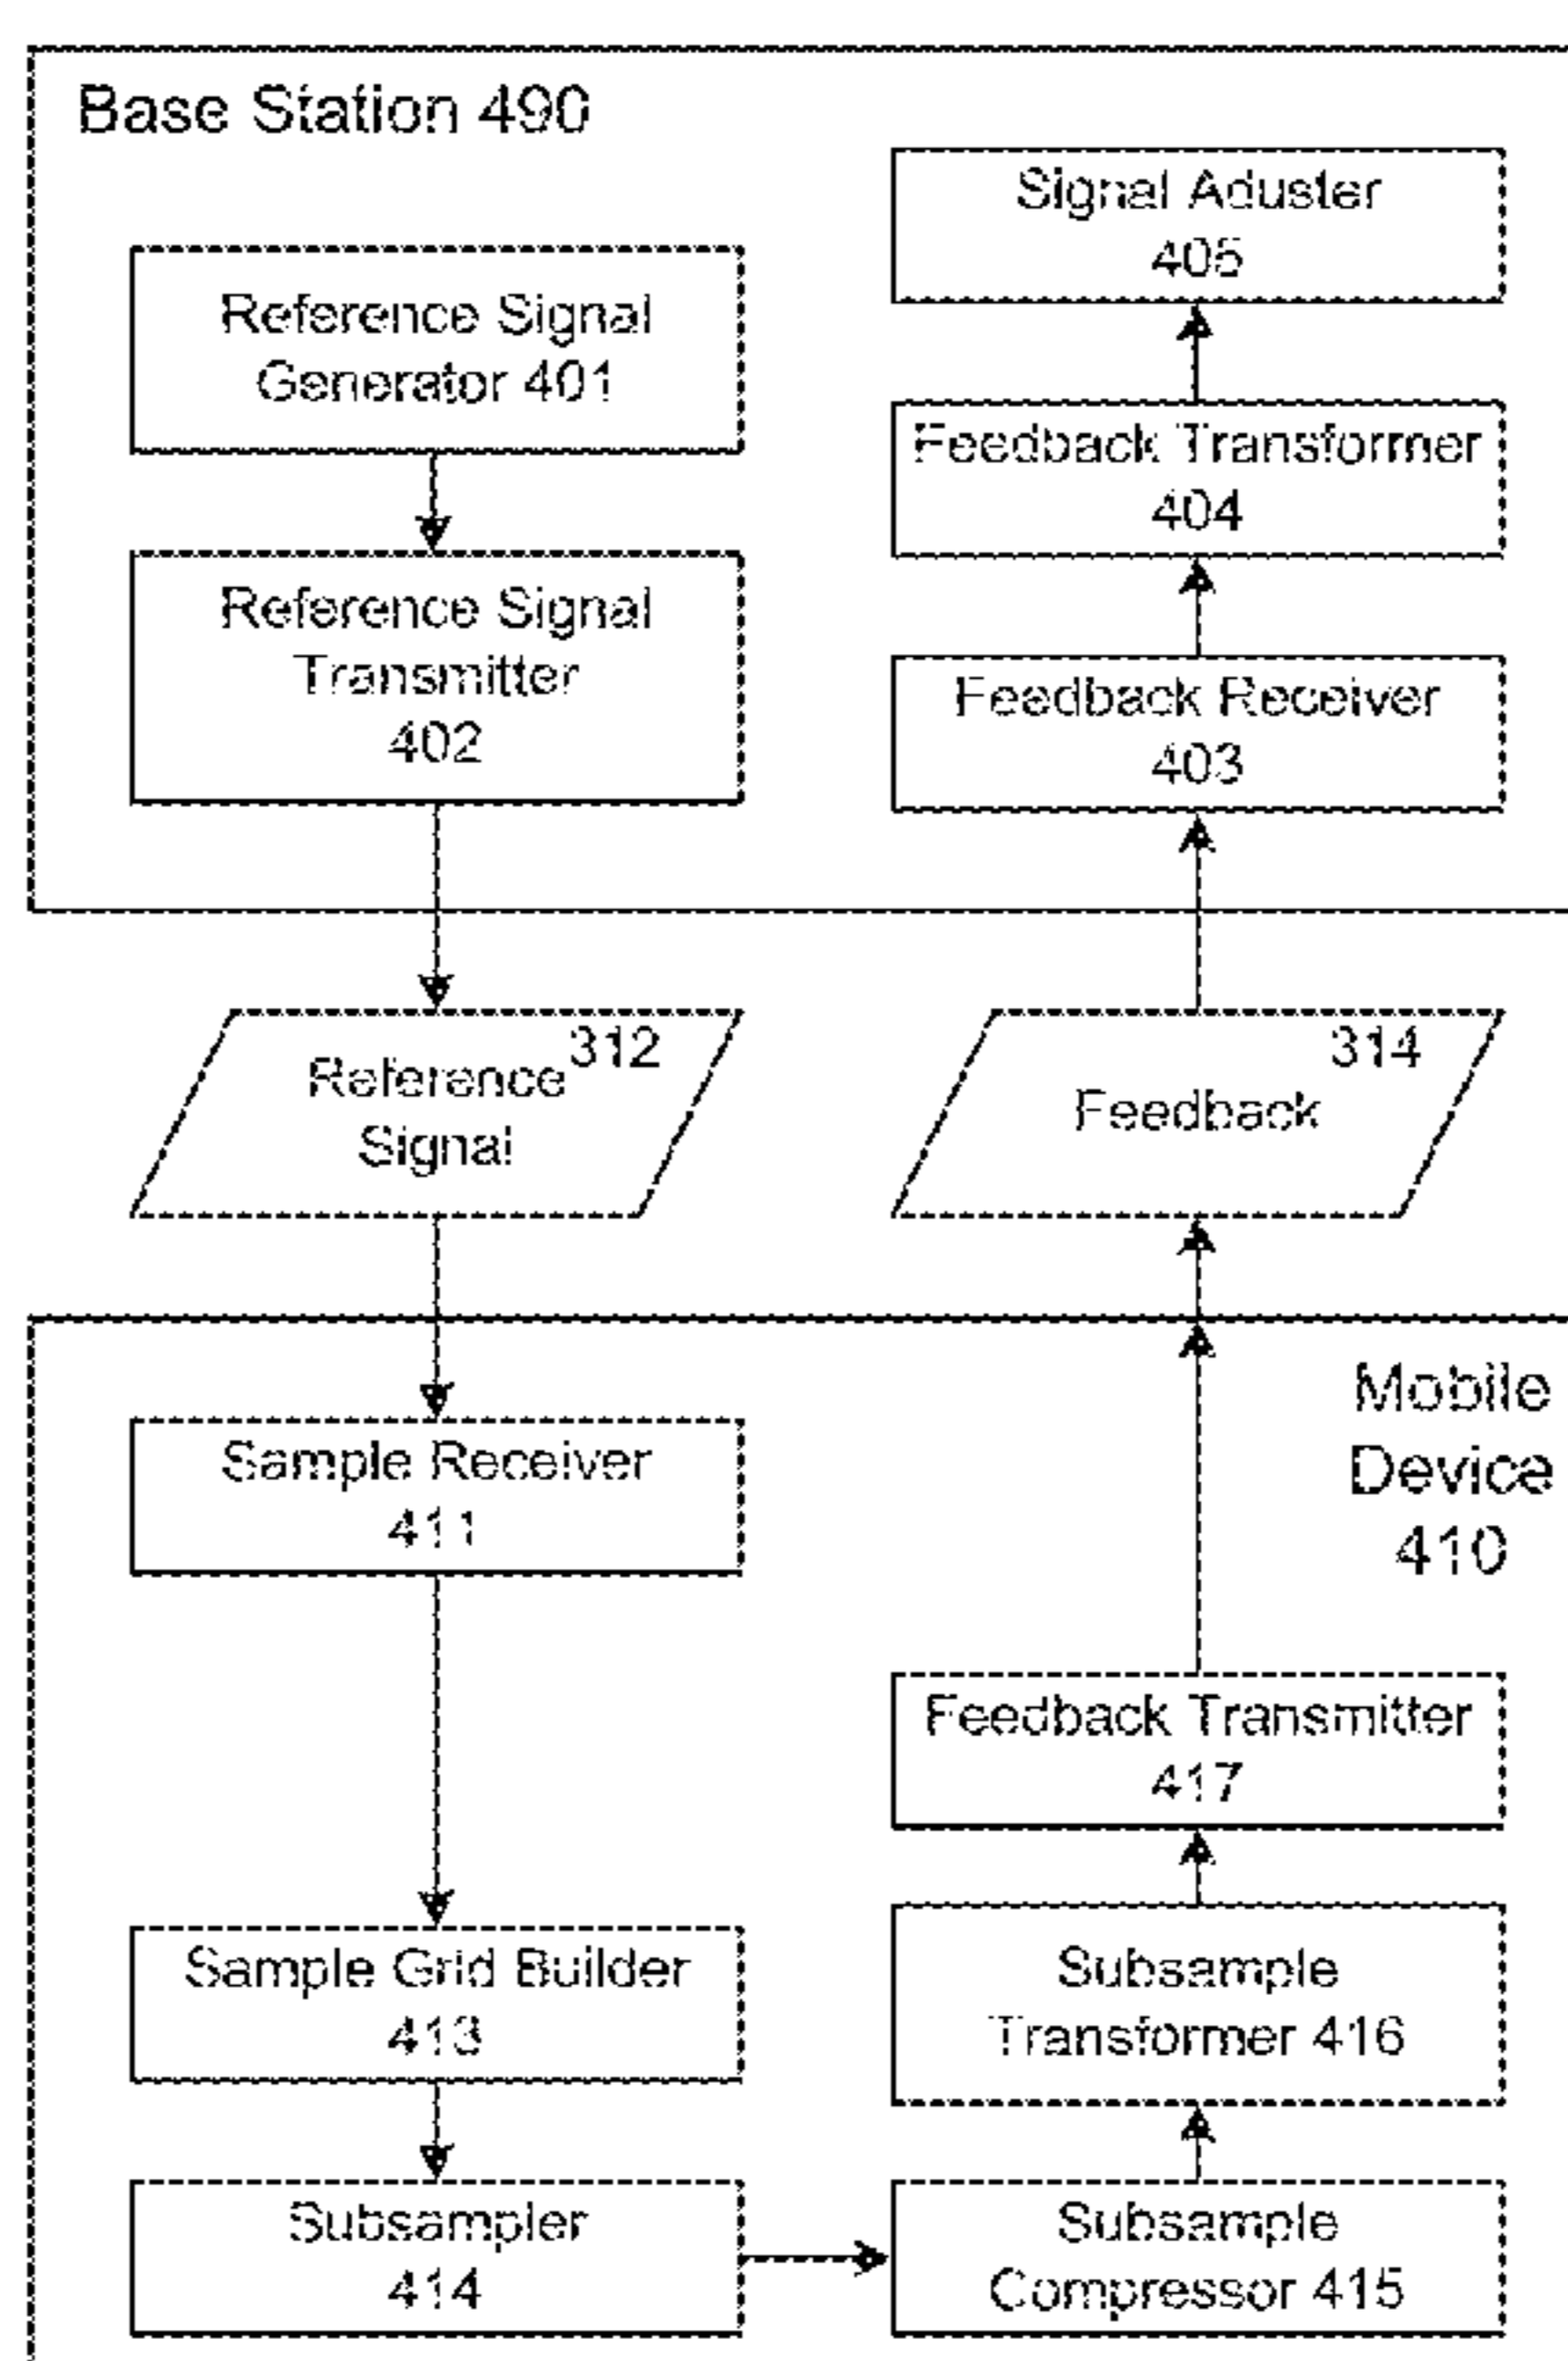 Base Station 490
Reference Signal
Generator 401
Reference Signal
Transmitter
402
Signal Aduster
405
Feedback Transformer
404
Feedback Receiver
403
312
Reference
Signal
314
Feedback
Mobile
Device
410
Sample Receiver
411
Sample Grid Builder
413
Subsampler
414
Feedback Transmitter
417
Subsample
Transformer 416
Subsample
Compressor 415